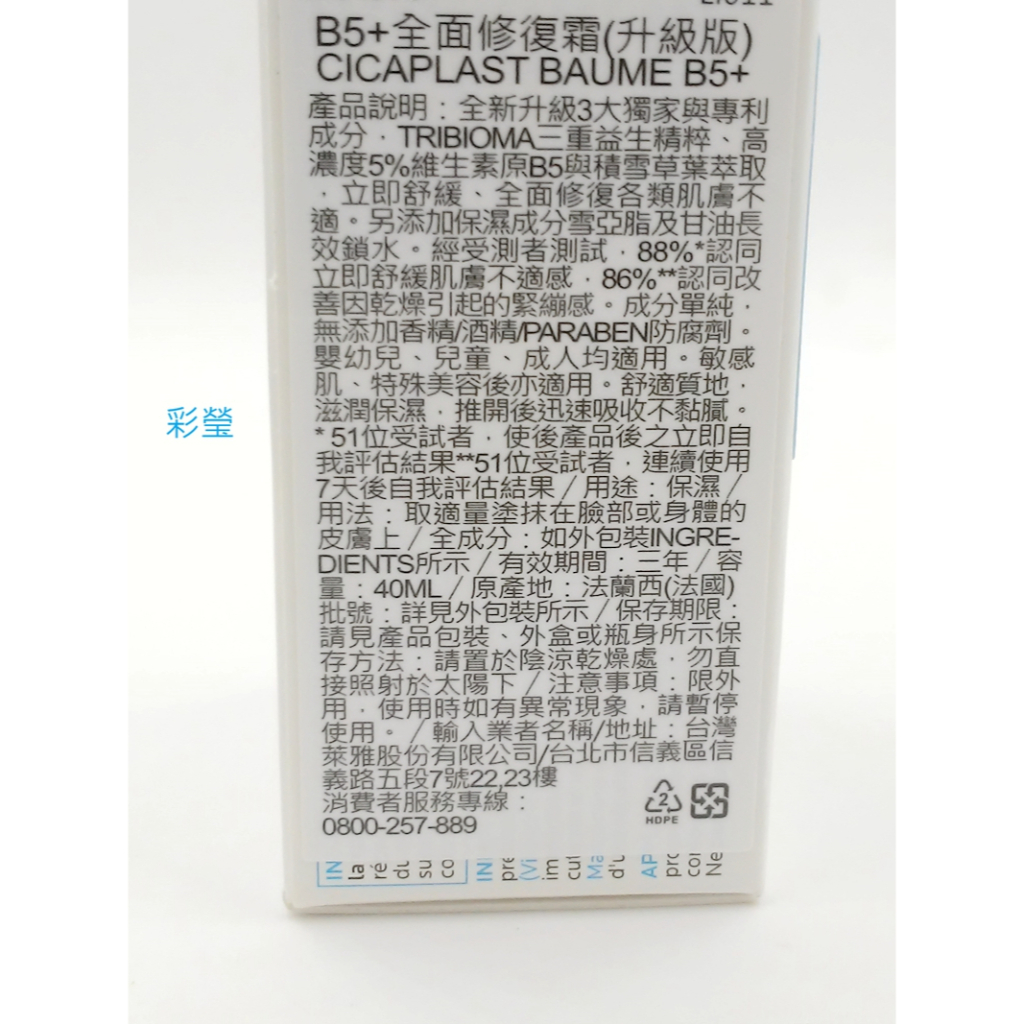 B5+全面修復霜(升級版)
CICAPLAST BAUME B5+
產品說明：全新升級3大獨家與專利
成分，TRIBIOMA三重益生精粹、高
濃度5%維生素原B5與積雪草葉萃取
，立即舒緩、全面修復各類肌膚不
適。另添加保濕成分雪亞脂及甘油長
效鎖水。經受測者測試，88%*認同
立即舒緩肌膚不適感，86%**認同改
善因乾燥引起的緊繃感。成分單純，
無添加香精/酒精/PARABEN防腐劑。
嬰幼兒、兒童、成人均適用。敏感
肌、特殊美容後亦適用。舒適質地，
滋潤保濕，推開後迅速吸收不黏膩。
* 51位受試者，使後產品後之立即自
我評估結果**51位受試者，連續使用
7天後自我評估結果／用途：保濕／
用法：取適量塗抹在臉部或身體的
皮膚上／全成分：如外包裝INGRE-
DIENTS所示／有效期間：三年／容
量：40ML／原產地：法蘭西(法國)
批號：詳見外包裝所示／保存期限：
請見產品包裝、外盒或瓶身所示保
存方法：請置於陰涼乾燥處，勿直
接照射於太陽下／注意事項：限外
用，使用時如有異常現象，請暫停
使用。／輸入業者名稱/地址：台灣
萊雅股份有限公司/台北市信義區信
義路五段7號22,23樓
消費者服務專線：
0800-257-889
2
HDPE
彩瑩
IN
la
ré
su
co
IN
pré
(Vi
im
Ma
d'u
AP
pro
Ne